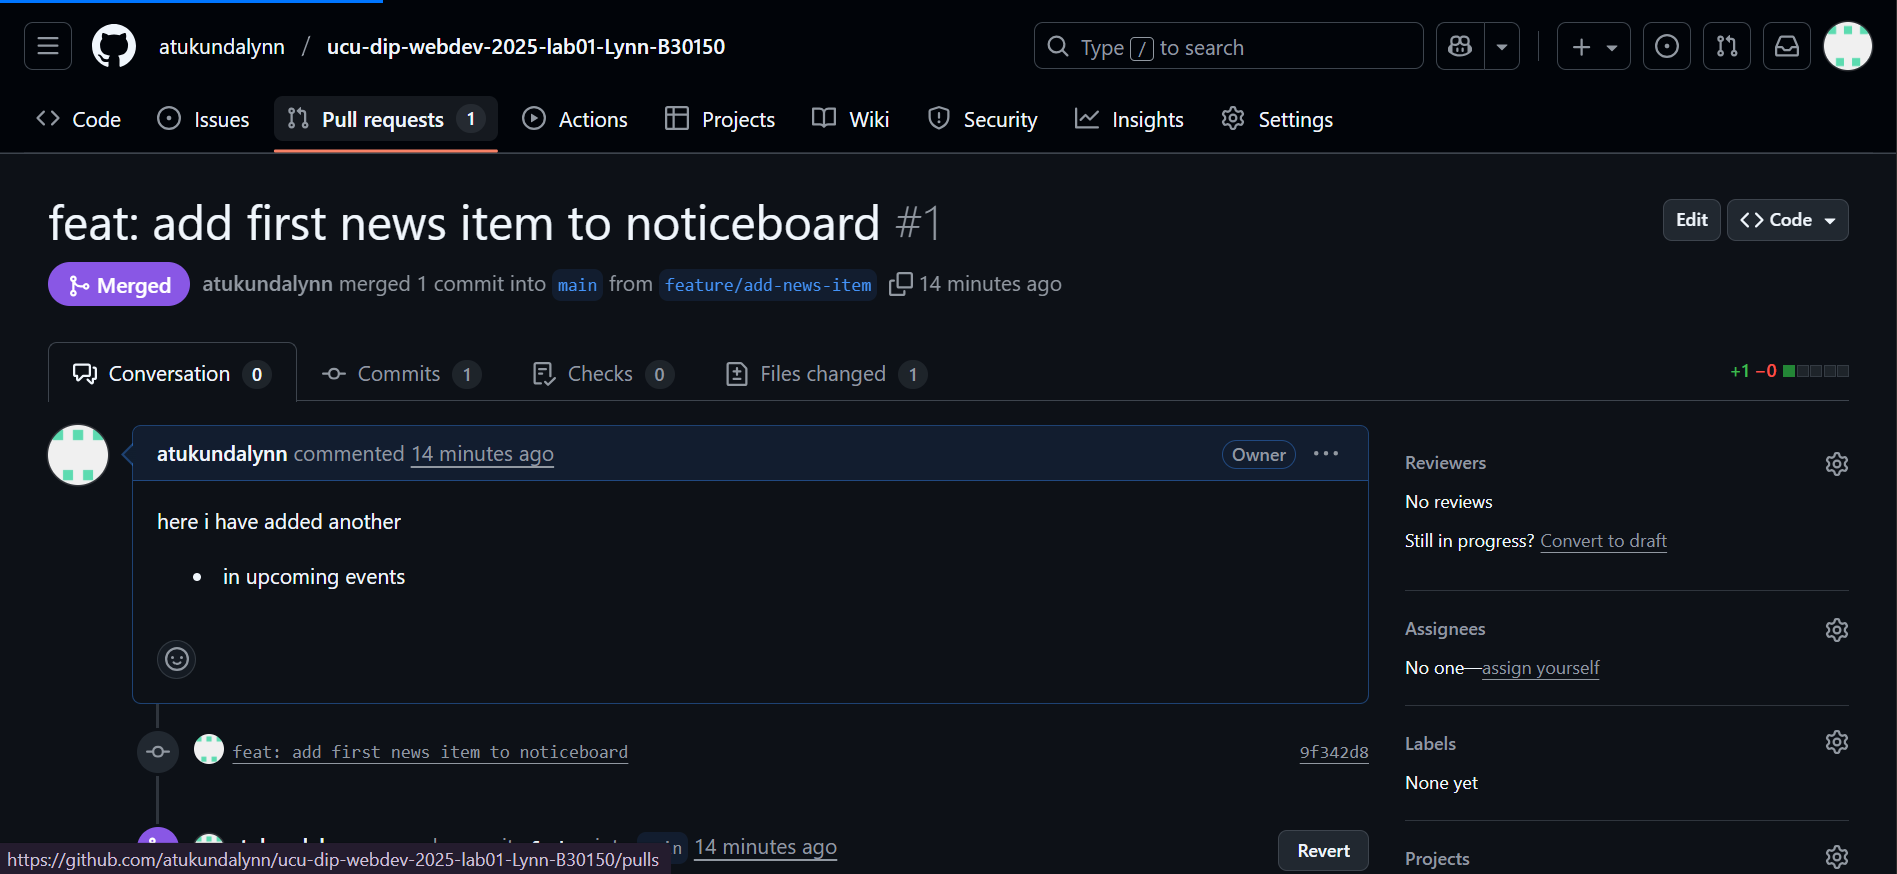 atukundalynn / ucu-dip-webdev-2025-lab01-Lynn-B30150
Type / to search
Code
Issues
Pull requests 1
Actions
Projects
Wiki
Security
Insights
Settings
feat: add first news item to noticeboard #1
Edit
Code
Merged
atukundalynn merged 1 commit into main from feature/add-news-item 14 minutes ago
Conversation 0
Commits 1
Checks 0
Files changed 1
+1 −0
atukundalynn commented 14 minutes ago
Owner
here i have added another
• in upcoming events
feat: add first news item to noticeboard
9f342d8
14 minutes ago
Revert
Reviewers
No reviews
Still in progress? Convert to draft
Assignees
No one—assign yourself
Labels
None yet
Projects
https://github.com/atukundalynn/ucu-dip-webdev-2025-lab01-Lynn-B30150/pulls